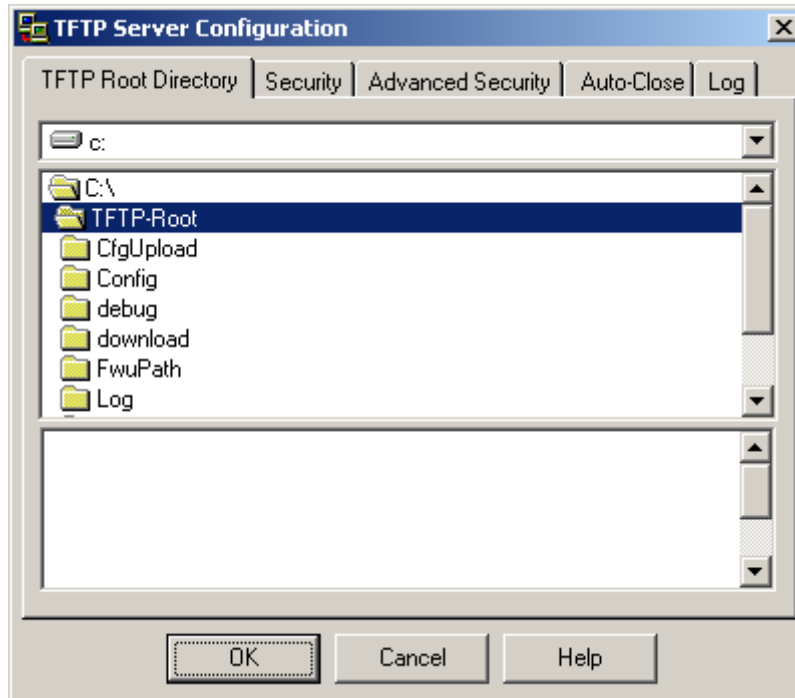 TFTP Server Configuration
TFTP Root Directory Security Advanced Security Auto-Close Log
c:
C:\
TFTP-Root
CfgUpload
Config
debug
download
FwuPath
Log
OK Cancel Help